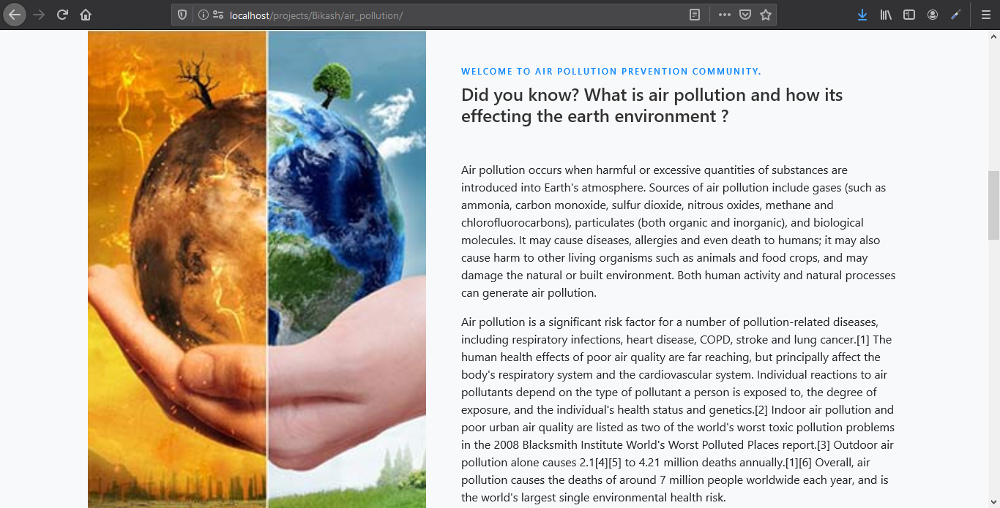 localhost/projects/Bikash/air_pollution/
WELCOME TO AIR POLLUTION PREVENTION COMMUNITY.
Did you know? What is air pollution and how its
effecting the earth environment ?
Air pollution occurs when harmful or excessive quantities of substances are
introduced into Earth's atmosphere. Sources of air pollution include gases (such as
ammonia, carbon monoxide, sulfur dioxide, nitrous oxides, methane and
chlorofluorocarbons), particulates (both organic and inorganic), and biological
molecules. It may cause diseases, allergies and even death to humans; it may also
cause harm to other living organisms such as animals and food crops, and may
damage the natural or built environment. Both human activity and natural processes
can generate air pollution.
Air pollution is a significant risk factor for a number of pollution-related diseases,
including respiratory infections, heart disease, COPD, stroke and lung cancer.[1] The
human health effects of poor air quality are far reaching, but principally affect the
body's respiratory system and the cardiovascular system. Individual reactions to air
pollutants depend on the type of pollutant a person is exposed to, the degree of
exposure, and the individual's health status and genetics.[2] Indoor air pollution and
poor urban air quality are listed as two of the world's worst toxic pollution problems
in the 2008 Blacksmith Institute World's Worst Polluted Places report.[3] Outdoor air
pollution alone causes 2.1[4][5] to 4.21 million deaths annually.[1][6] Overall, air
pollution causes the deaths of around 7 million people worldwide each year, and is
the world's largest single environmental health risk.